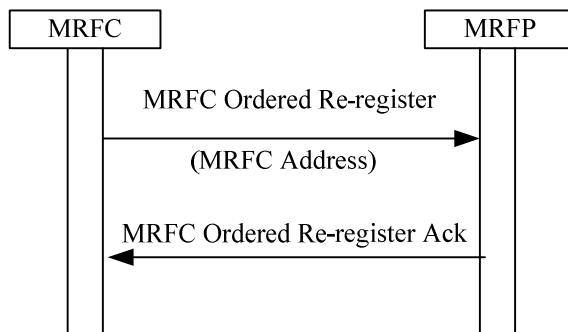 MRFC
MRFP
MRFC Ordered Re-register
(MRFC Address)
MRFC Ordered Re-register Ack